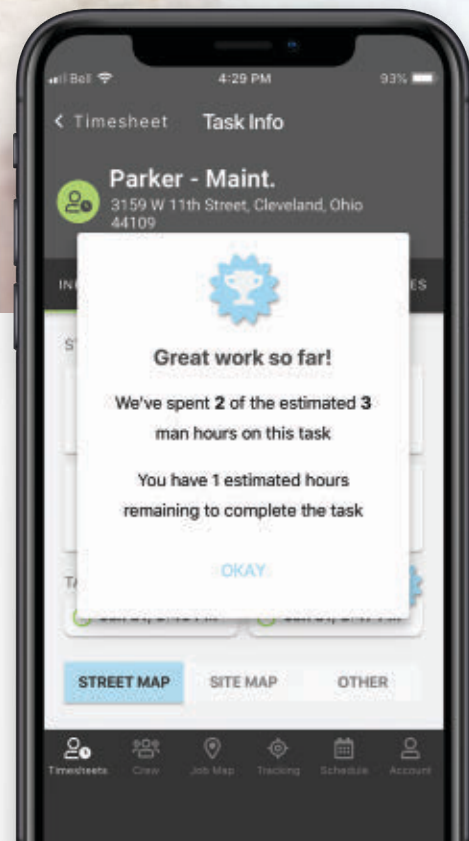 Bell
4:29 PM
93%
Timesheet
Task Info
Parker - Maint.
3159 W 11th Street, Cleveland, Ohio
44109
Great work so far!
We've spent 2 of the estimated 3
man hours on this task
You have 1 estimated hours
remaining to complete the task
OKAY
STREET MAP
SITE MAP
OTHER
Timesheets
Crew
Job Map
Tracking
Schedule
Account